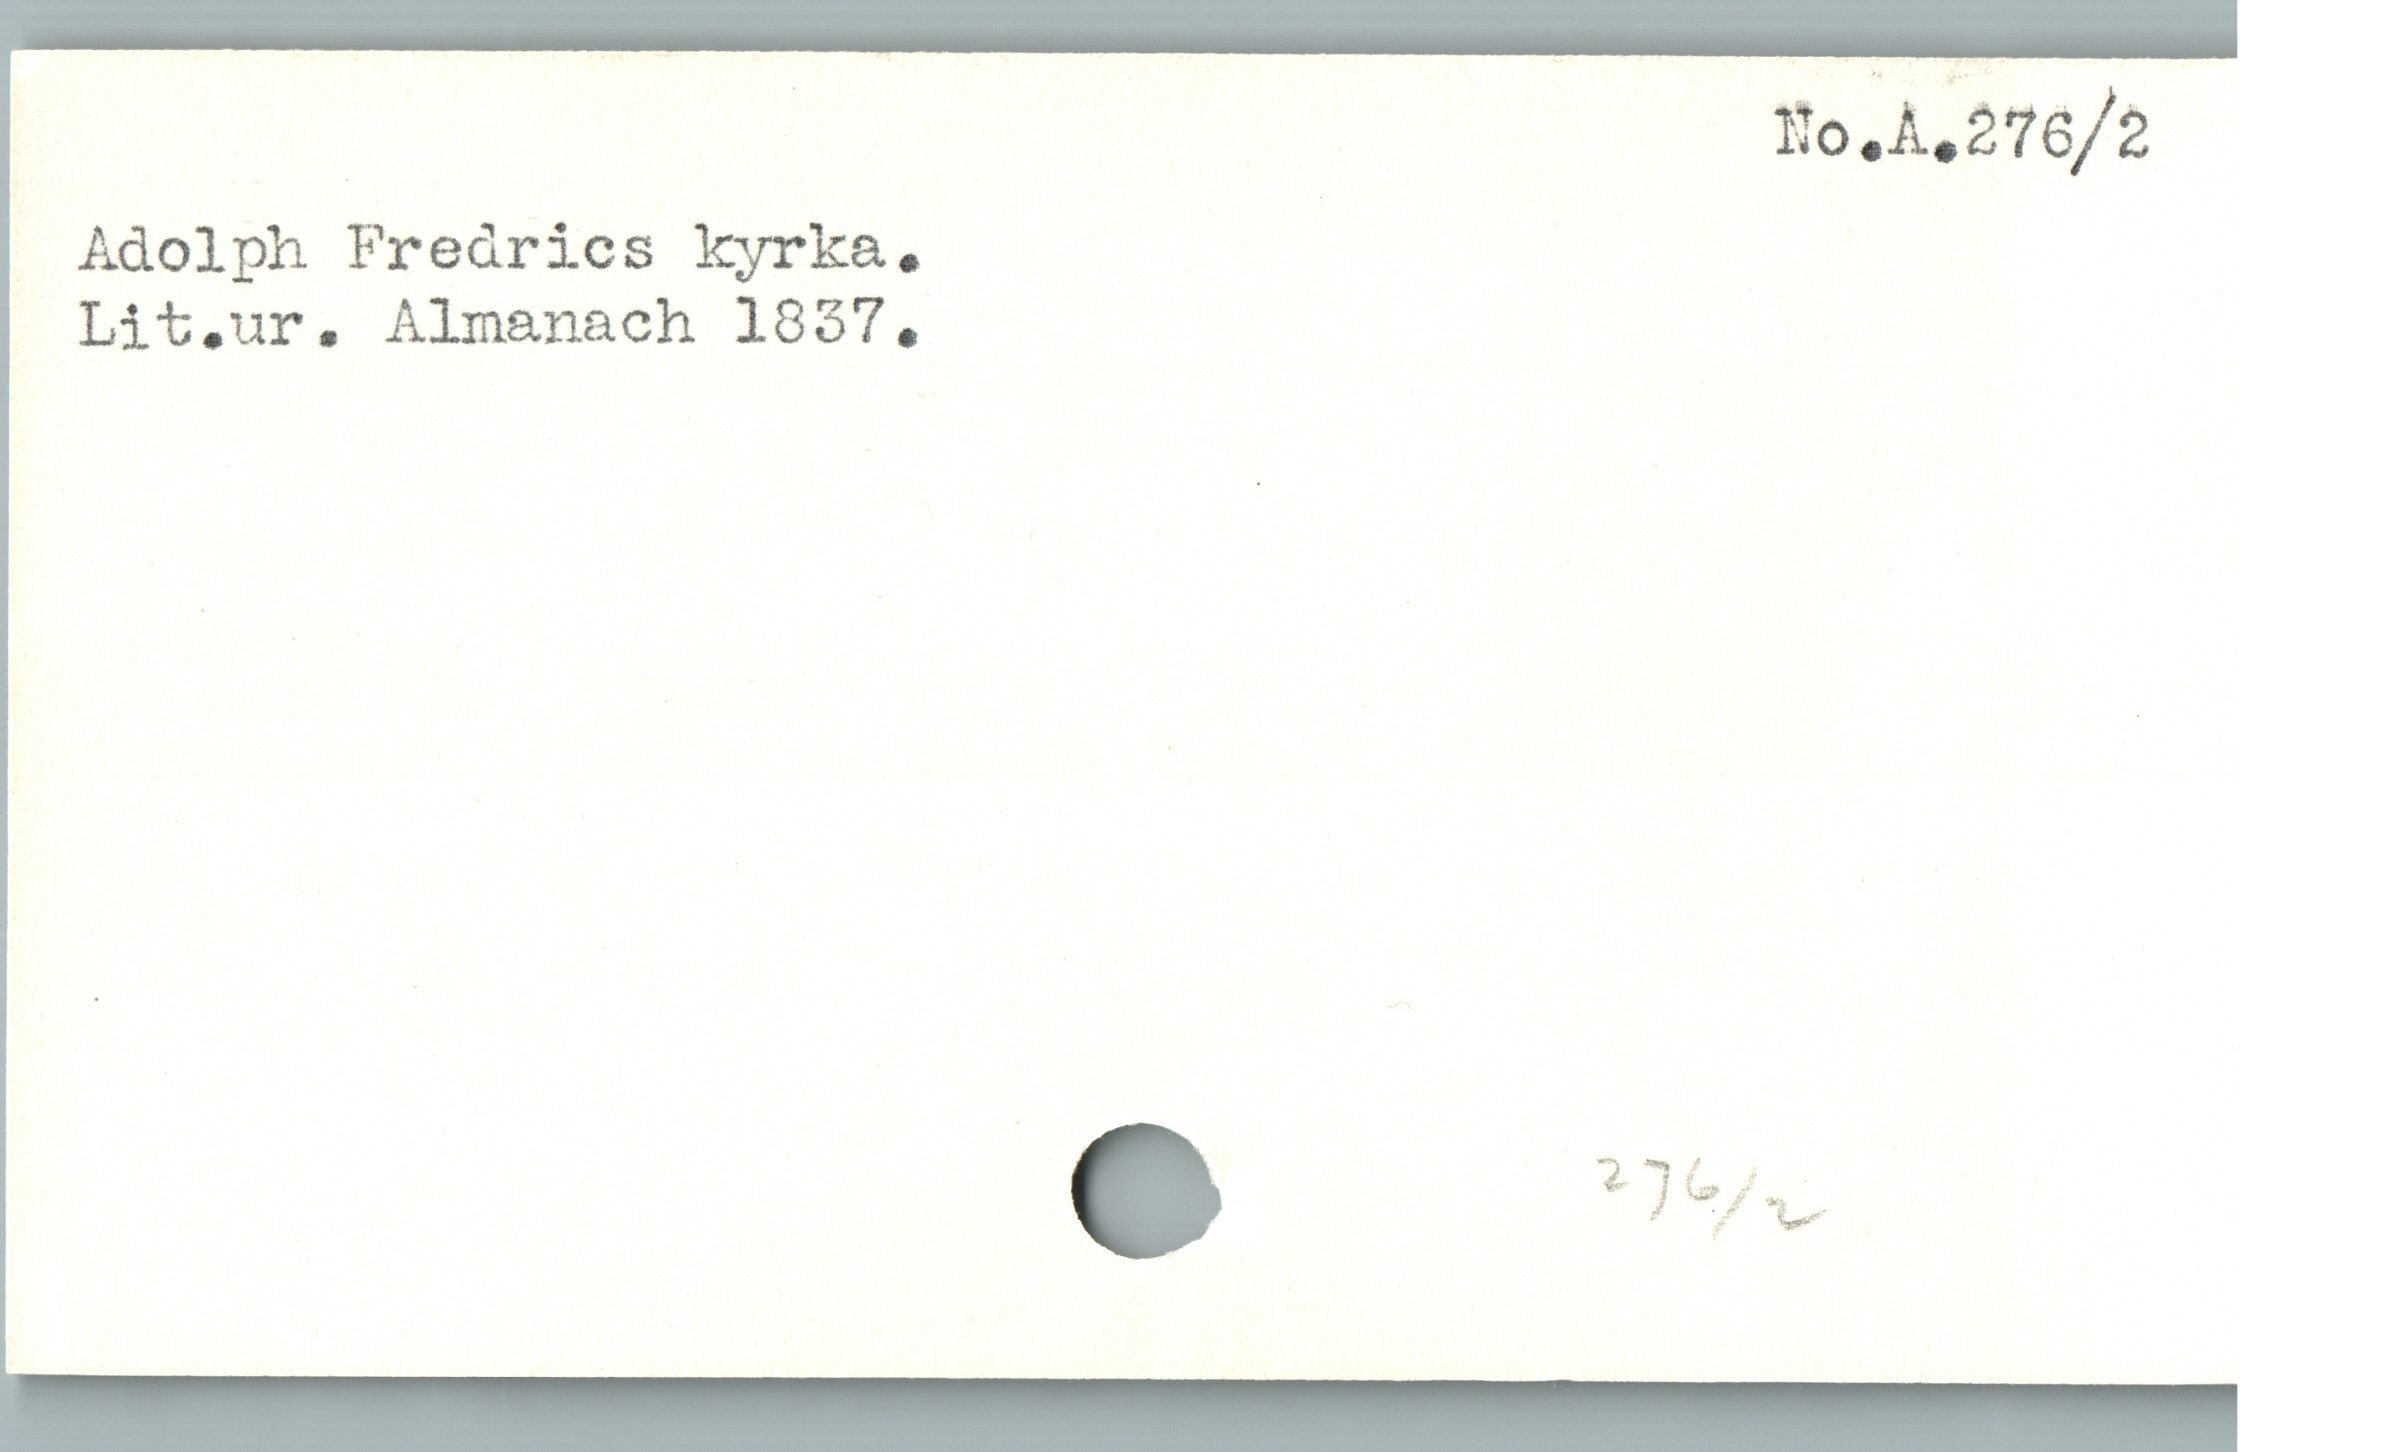 No.A.276/2
Adolph Fredrics kyrka.
Lit.ur. Almanach 1837.
276/2